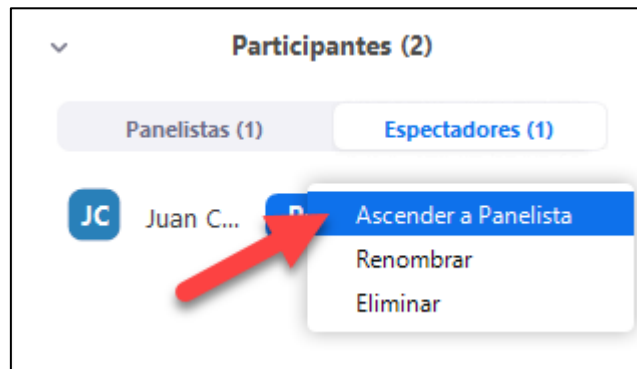 Participantes (2)
Panelistas (1) Espectadores (1)
JC Juan C... Ascender a Panelista
Renombrar
Eliminar